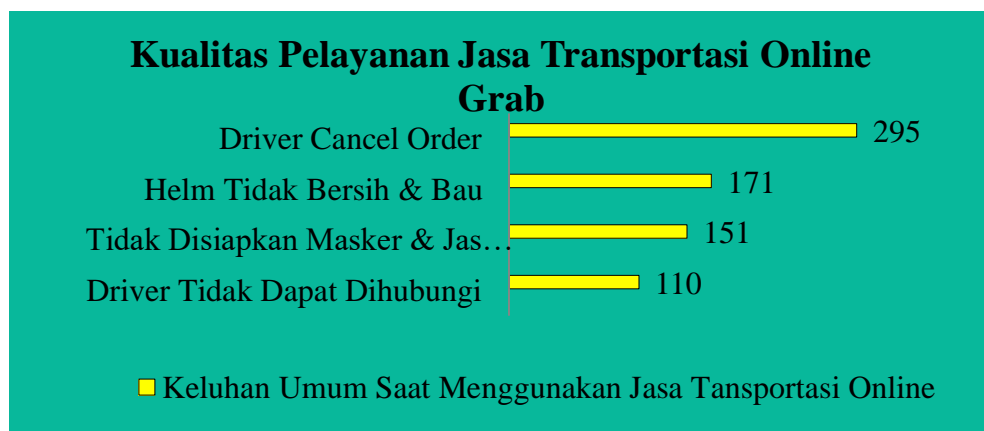 Kualitas Pelayanan Jasa Transportasi Online
Grab
Driver Cancel Order 295
Helm Tidak Bersih & Bau 171
Tidak Disiapkan Masker & Jas… 151
Driver Tidak Dapat Dihubungi 110
Keluhan Umum Saat Menggunakan Jasa Tansportasi Online